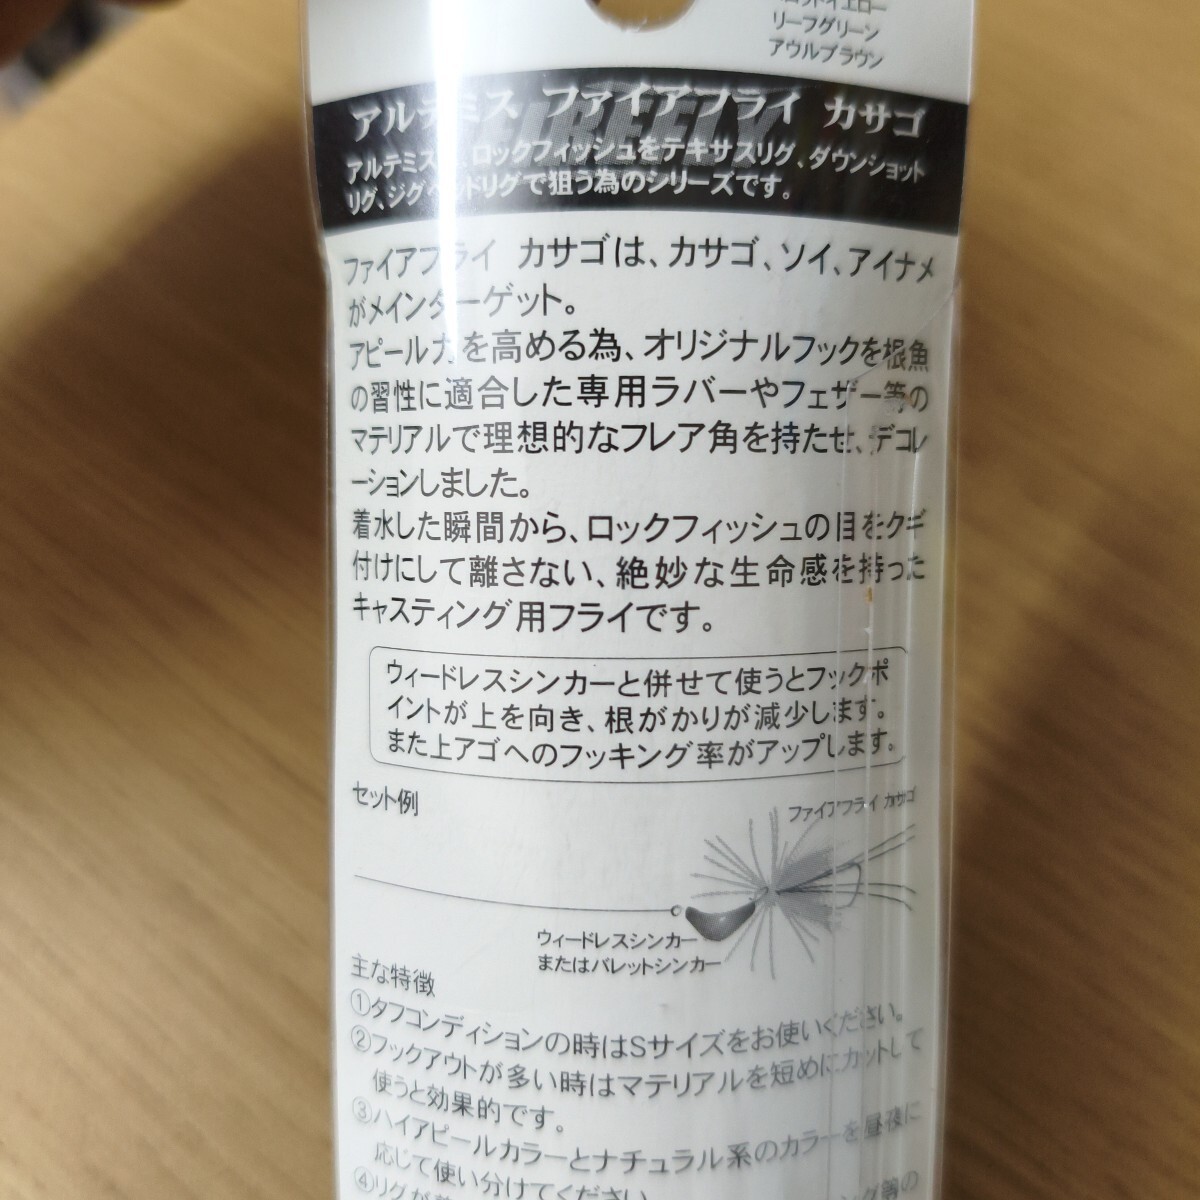 リーフグリーン
アウルブラウン
アルテミス ファイアフライ カサゴ
アルテミス ロックフィッシュをテキサスリグ、ダウンショット
リグ、ジグヘッドリグで狙う為のシリーズです。
ファイアフライ カサゴは、カサゴ、ソイ、アイナメ
がメインターゲット。
アピール力を高める為、オリジナルフックを根魚
の習性に適合した専用ラバーやフェザー等の
マテリアルで理想的なフレア角を持たせ、デコレ
ーションしました。
着水した瞬間から、ロックフィッシュの目をクギ
付けにして離さない、絶妙な生命感を持った
キャスティング用フライです。
ウィードレスシンカーと併せて使うとフックポ
イントが上を向き、根がかりが減少します。
また上アゴへのフッキング率がアップします。
セット例
ファイアフライ カサゴ
ウィードレスシンカー
またはバレットシンカー
主な特徴
①タフコンディションの時はSサイズをお使いください。
②フックアウトが多い時はマテリアルを短めにカットして
使うと効果的です。
③ハイアピールカラーとナチュラル系のカラーを昼夜に
応じて使い分けてください。
④リグが